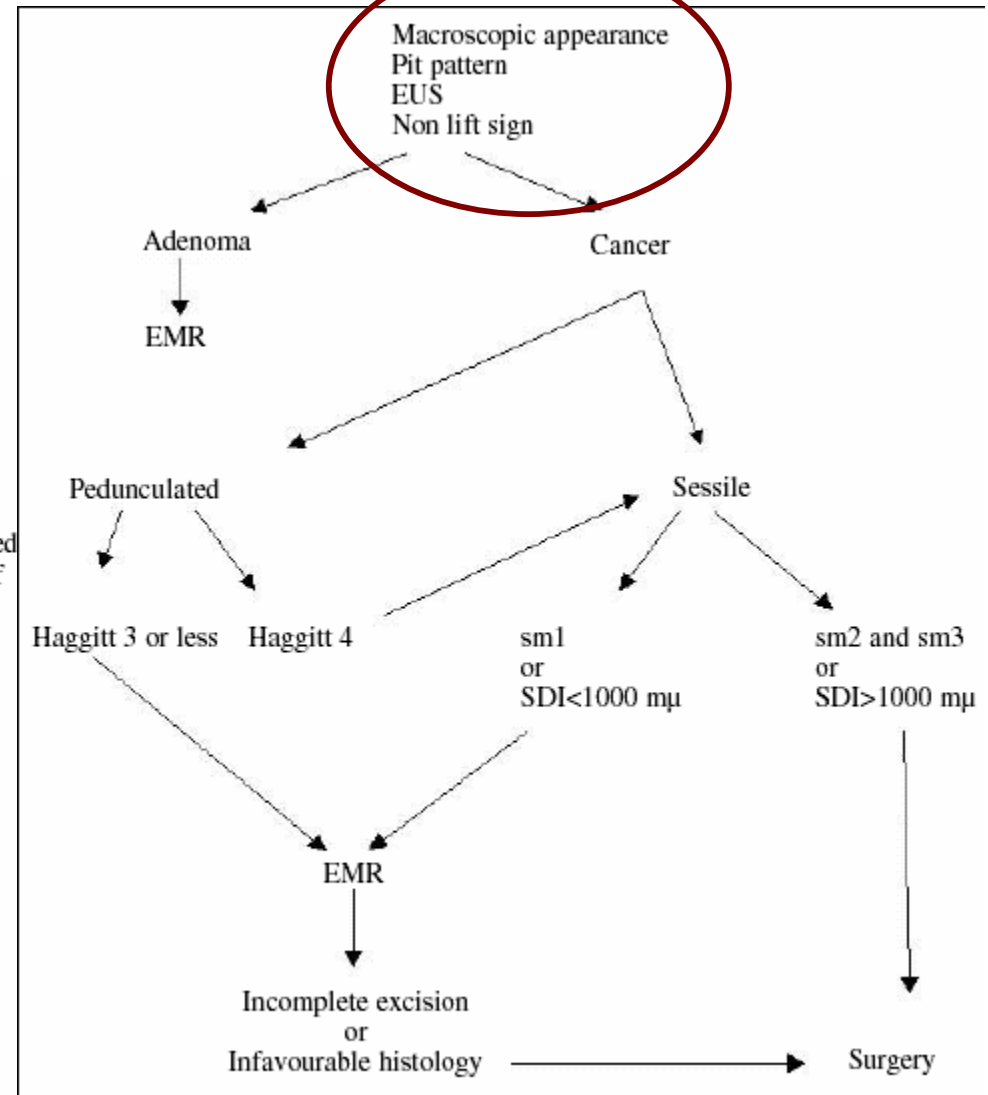 Macroscopic appearance
Pit pattern
EUS
Non lift sign
Adenoma
Cancer
EMR
Pedunculated
Sessile
Haggitt 3 or less
Haggitt 4
sm1
or
SDI<1000 mµ
sm2 and sm3
or
SDI>1000 mµ
EMR
Incomplete excision
or
Infavourable histology
Surgery